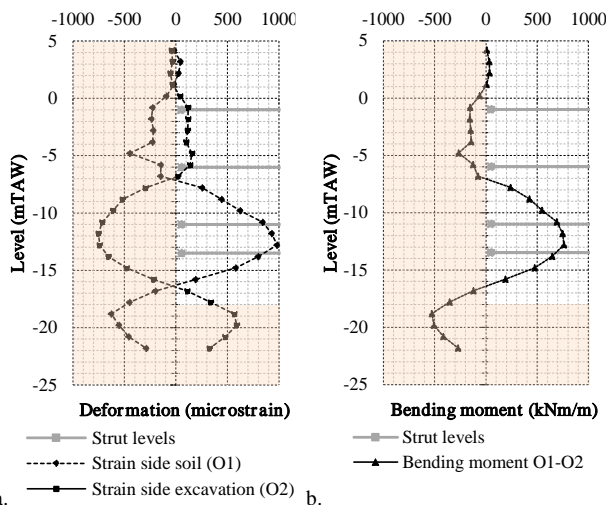 -1000 -500 0 500 1000
5
0
-5
-10
-15
-20
-25
Level (mTAW)
Deformation (microstrain)
Strut levels
Strain side soil (O1)
Strain side excavation (O2)
a.
-1000 -500 0 500 1000
5
0
-5
-10
-15
-20
-25
Level (mTAW)
Bending moment (kNm/m)
Strut levels
Bending moment O1-O2
b.